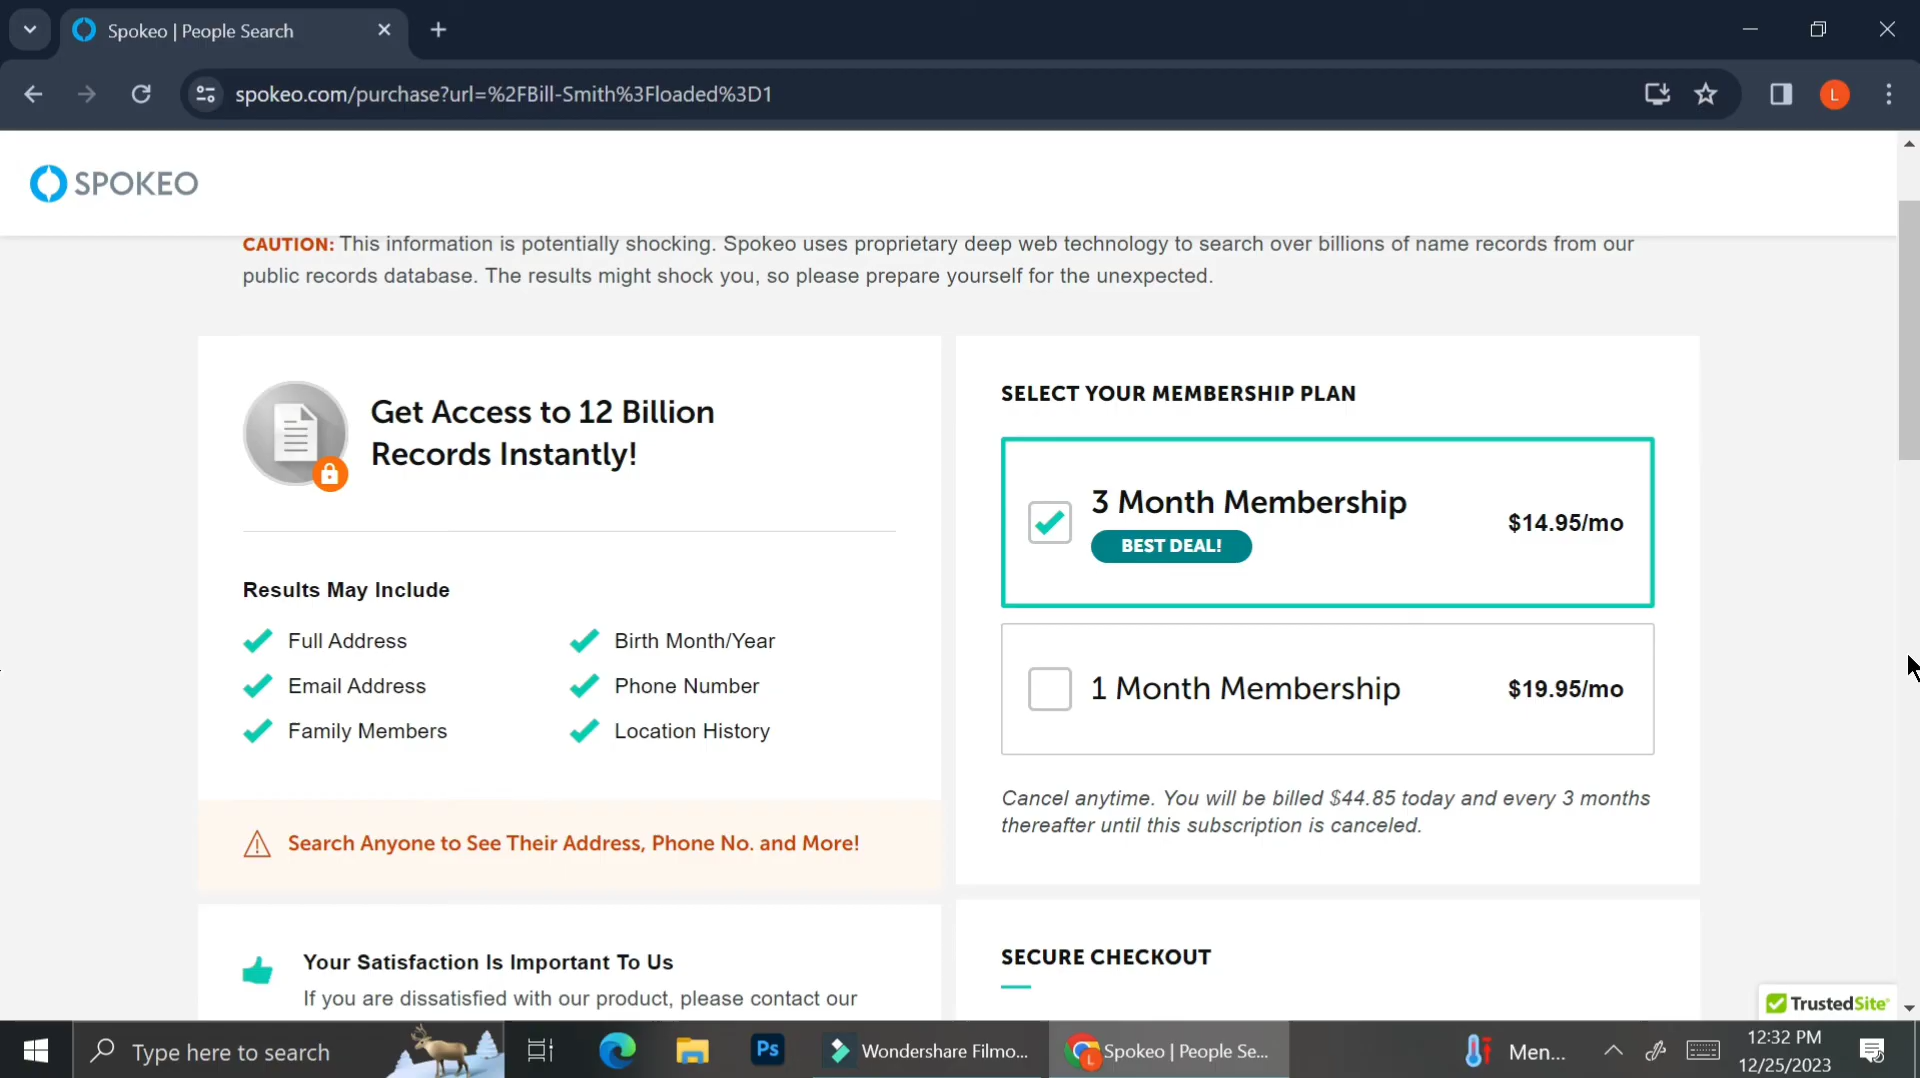 Spokeo | People Search
spokeo.com/purchase?url=%2FBill-Smith%3Floaded%3D1
L
SPOKEO
CAUTION: This information is potentially shocking. Spokeo uses proprietary deep web technology to search over billions of name records from our
public records database. The results might shock you, so please prepare yourself for the unexpected.
Get Access to 12 Billion
Records Instantly!
Results May Include
Full Address
Birth Month/Year
Email Address
Phone Number
Family Members
Location History
Search Anyone to See Their Address, Phone No. and More!
Your Satisfaction Is Important To Us
If you are dissatisfied with our product, please contact our
SELECT YOUR MEMBERSHIP PLAN
3 Month Membership
BEST DEAL!
$14.95/mo
1 Month Membership
$19.95/mo
Cancel anytime. You will be billed $44.85 today and every 3 months
thereafter until this subscription is canceled.
SECURE CHECKOUT
TrustedSite
Type here to search
Ps
Wondershare Filmo...
L
Spokeo | People Se...
Men...
12:32 PM
12/25/2023